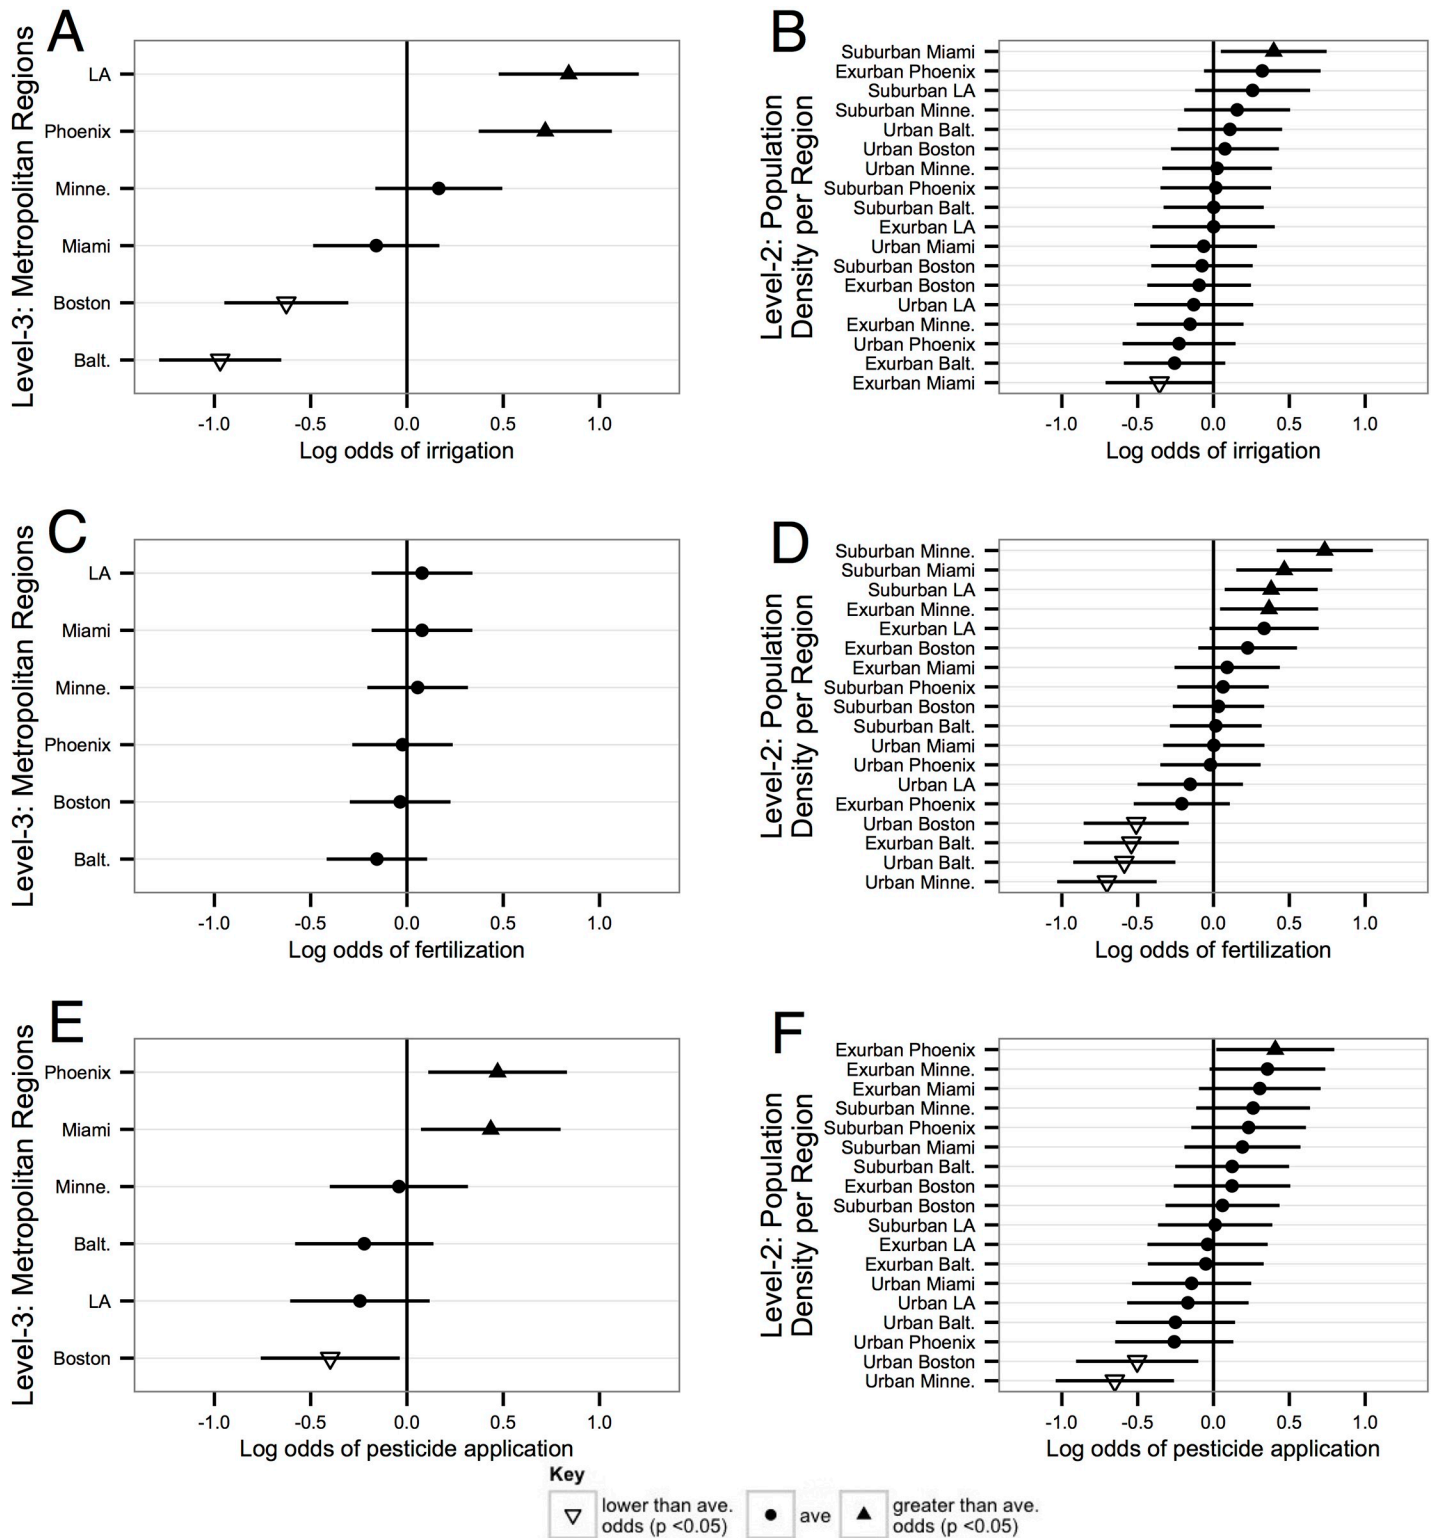 A
Level-3: Metropolitan Regions
LA
Phoenix
Minne.
Miami
Boston
Balt.
-1.0 -0.5 0.0 0.5 1.0
Log odds of irrigation
B
Level-2: Population
Density per Region
Suburban Miami
Exurban Phoenix
Suburban LA
Suburban Minne.
Urban Balt.
Urban Boston
Urban Minne.
Suburban Phoenix
Suburban Balt.
Exurban LA
Urban Miami
Suburban Boston
Exurban Boston
Urban LA
Exurban Minne.
Urban Phoenix
Exurban Balt.
Exurban Miami
-1.0 -0.5 0.0 0.5 1.0
Log odds of irrigation
C
Level-3: Metropolitan Regions
LA
Miami
Minne.
Phoenix
Boston
Balt.
-1.0 -0.5 0.0 0.5 1.0
Log odds of fertilization
D
Level-2: Population
Density per Region
Suburban Minne.
Suburban Miami
Suburban LA
Exurban Minne.
Exurban LA
Exurban Boston
Exurban Miami
Suburban Phoenix
Suburban Boston
Suburban Balt.
Urban Miami
Urban Phoenix
Urban LA
Exurban Phoenix
Urban Boston
Exurban Balt.
Urban Balt.
Urban Minne.
-1.0 -0.5 0.0 0.5 1.0
Log odds of fertilization
E
Level-3: Metropolitan Regions
Phoenix
Miami
Minne.
Balt.
LA
Boston
-1.0 -0.5 0.0 0.5 1.0
Log odds of pesticide application
F
Level-2: Population
Density per Region
Exurban Phoenix
Exurban Minne.
Exurban Miami
Suburban Minne.
Suburban Phoenix
Suburban Miami
Suburban Balt.
Exurban Boston
Suburban Boston
Suburban LA
Exurban LA
Exurban Balt.
Urban Miami
Urban LA
Urban Balt.
Urban Phoenix
Urban Boston
Urban Minne.
-1.0 -0.5 0.0 0.5 1.0
Log odds of pesticide application
Key
lower than ave.
odds (p <0.05)
ave
greater than ave.
odds (p <0.05)